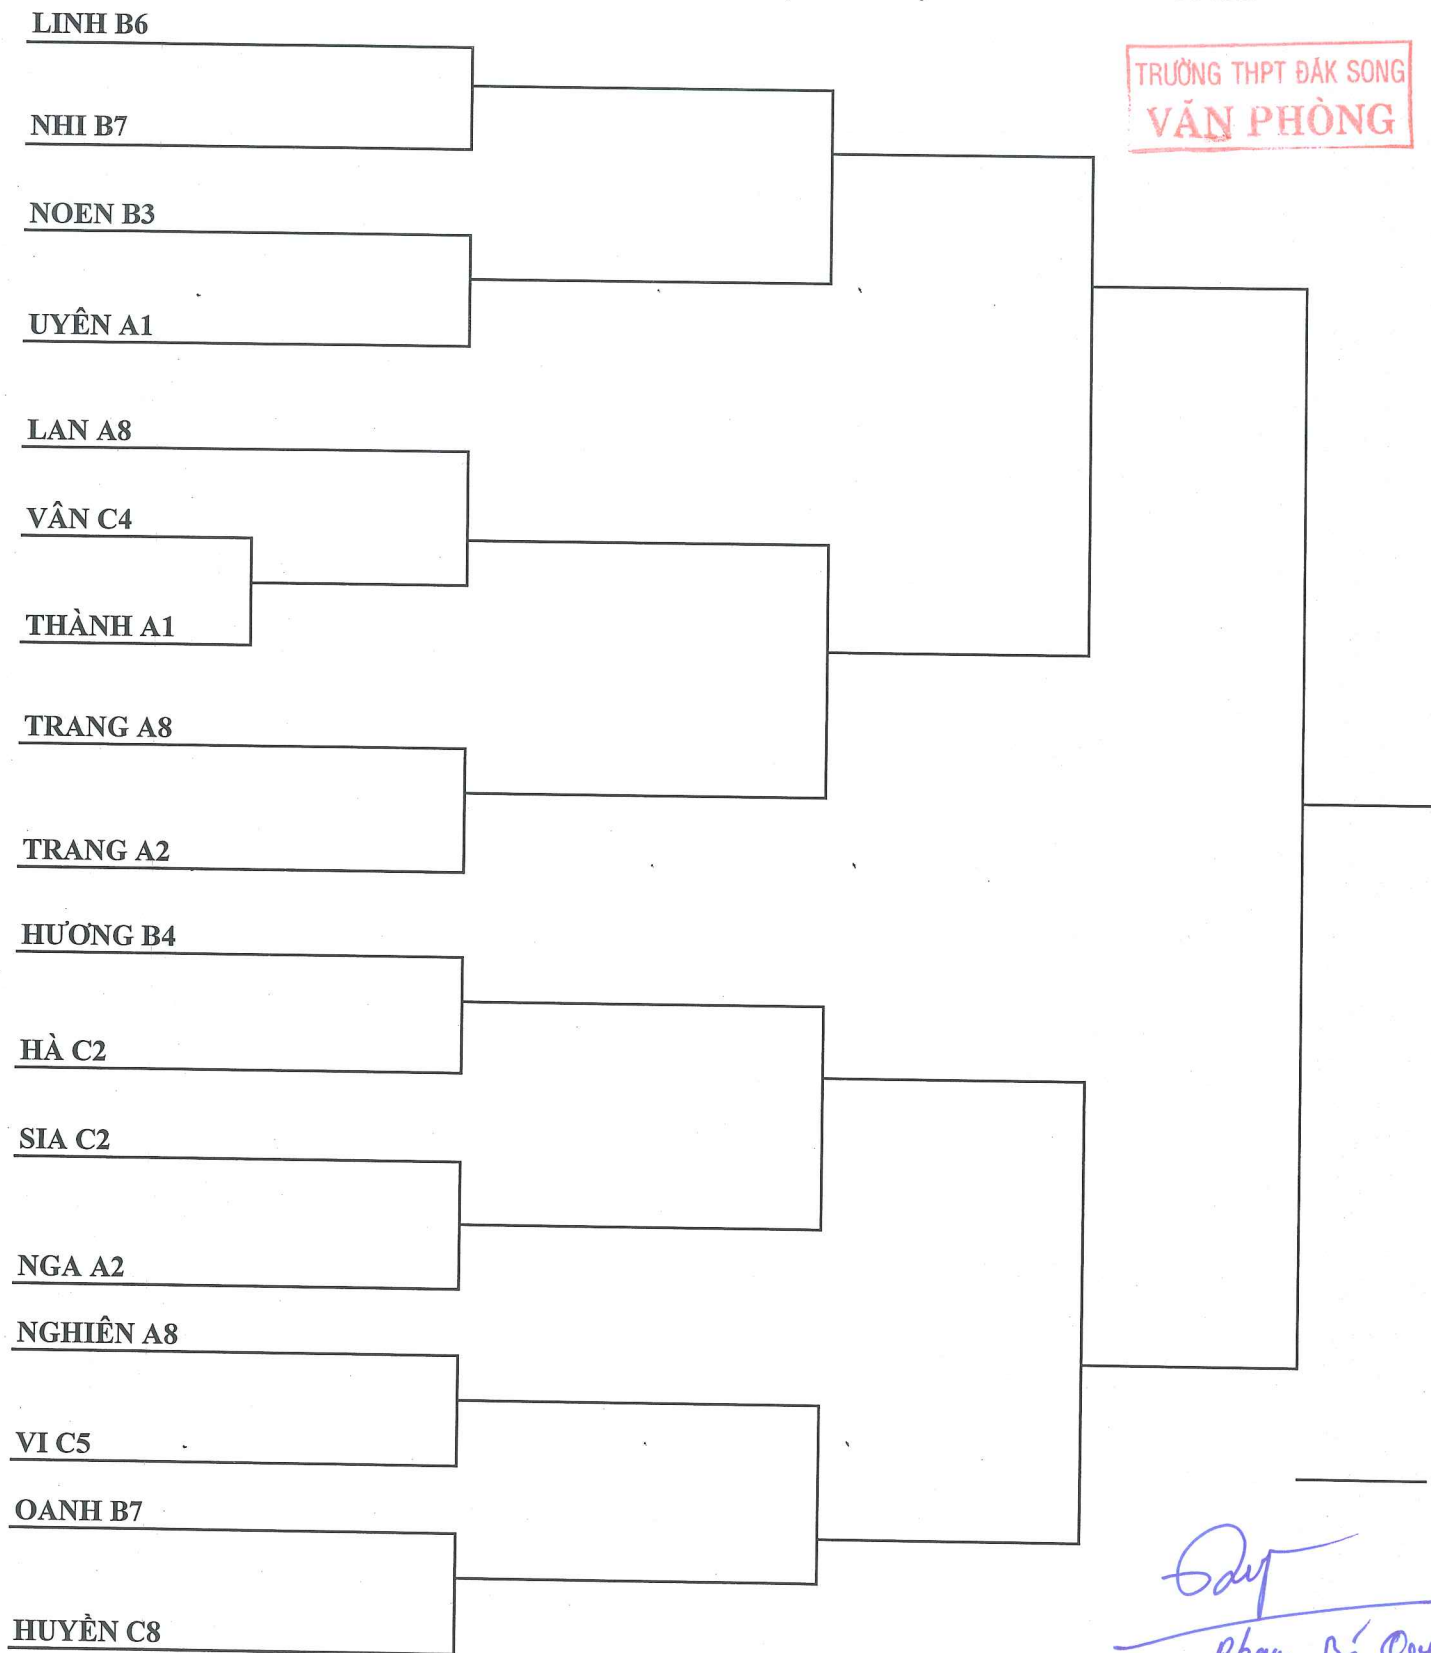 LINH B6
TRƯỜNG THPT ĐĂK SONG
VĂN PHÒNG
NHI B7
NOEN B3
UYÊN A1
LAN A8
VÂN C4
THÀNH A1
TRANG A8
TRANG A2
HƯƠNG B4
HÀ C2
SIA C2
NGA A2
NGHIÊN A8
VI C5
OANH B7
HUYỀN C8